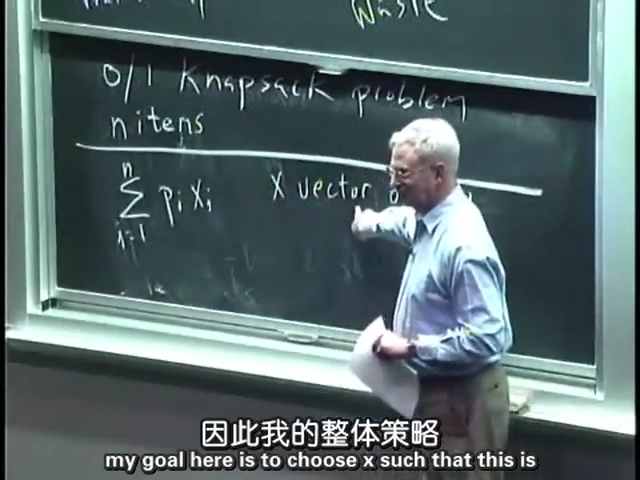 Waste
0/1 Knapsack problem
n items
n
∑ pi xi X vector
i=1
因此我的整体策略
my goal here is to choose x such that this is